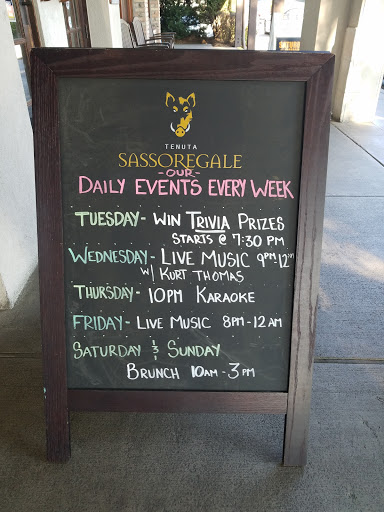 TENUTA
SASSOREGALE
-OUR-
DAILY EVENTS EVERY WEEK
TUESDAY- WIN TRIVIA PRIZES
STARTS @ 7:30 PM
WEDNESDAY- LIVE MUSIC 9PM 12AM
W/ KURT THOMAS
THURSDAY- 10PM KARAOKE
FRIDAY- LIVE MUSIC 8PM-12AM
SATURDAY & SUNDAY
BRUNCH 10AM-3PM